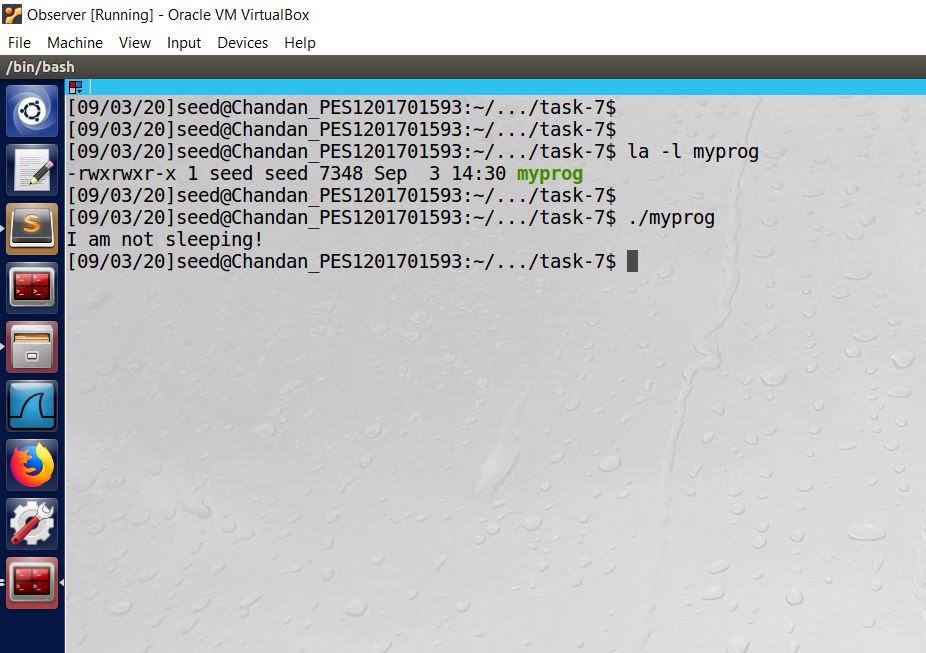 Observer [Running] - Oracle VM VirtualBox
File Machine View Input Devices Help
/bin/bash
[09/03/20]seed@Chandan_PES1201701593:~/.../task-7$
[09/03/20]seed@Chandan_PES1201701593:~/.../task-7$
[09/03/20]seed@Chandan_PES1201701593:~/.../task-7$ la -l myprog
-rwxrwxr-x 1 seed seed 7348 Sep  3 14:30 myprog
[09/03/20]seed@Chandan_PES1201701593:~/.../task-7$
[09/03/20]seed@Chandan_PES1201701593:~/.../task-7$ ./myprog
I am not sleeping!
[09/03/20]seed@Chandan_PES1201701593:~/.../task-7$